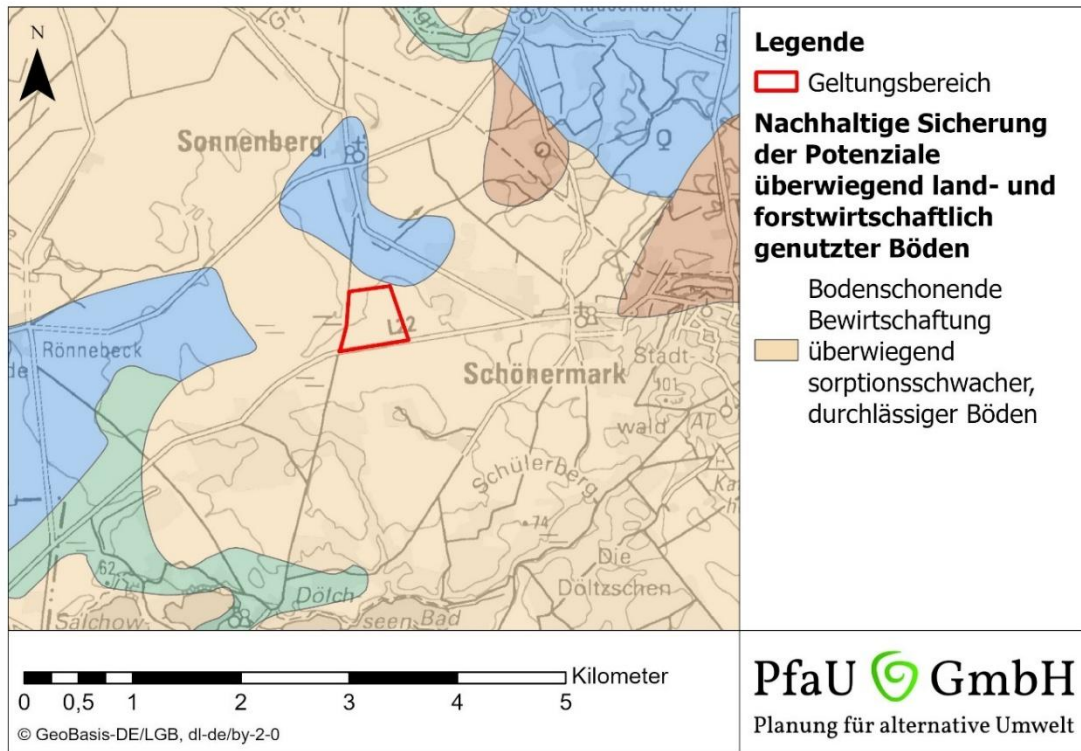 N
Sonnenberg
L22
Rönnebeck
Schönermark
Stadt-
101
wald
Schülerberg
74
Die
Döltzschen
62
Dölch
seen Bad
Legende
Geltungsbereich
Nachhaltige Sicherung
der Potenziale
überwiegend land- und
forstwirtschaftlich
genutzter Böden
Bodenschonende
Bewirtschaftung
überwiegend
sorptionsschwacher,
durchlässiger Böden
Kilometer
0 0,5 1 2 3 4 5
© GeoBasis-DE/LGB, dl-de/by-2-0
PfaU GmbH
Planung für alternative Umwelt